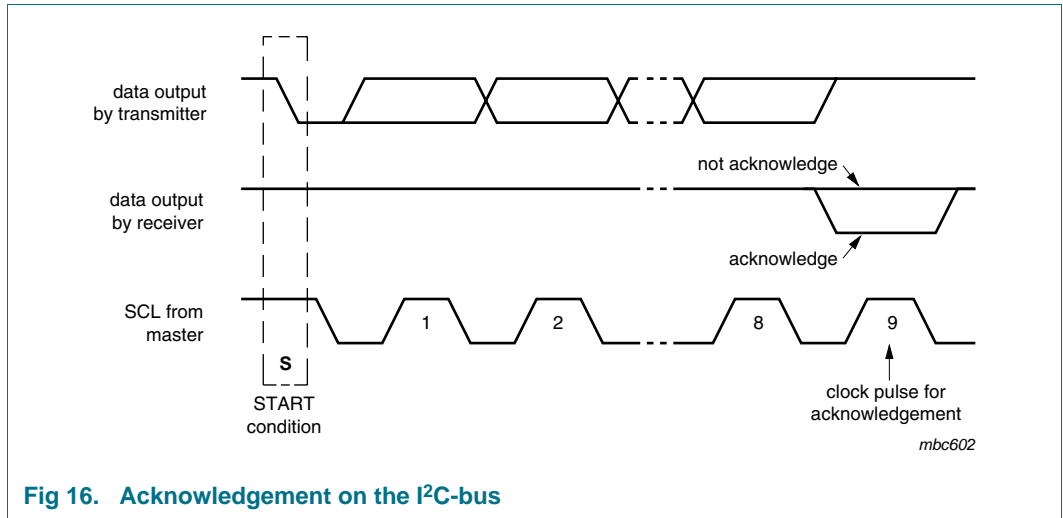 data output
by transmitter
not acknowledge
data output
by receiver
acknowledge
SCL from
master
1
2
8
9
S
START
condition
clock pulse for
acknowledgement
mbc602
Fig 16. Acknowledgement on the I²C-bus